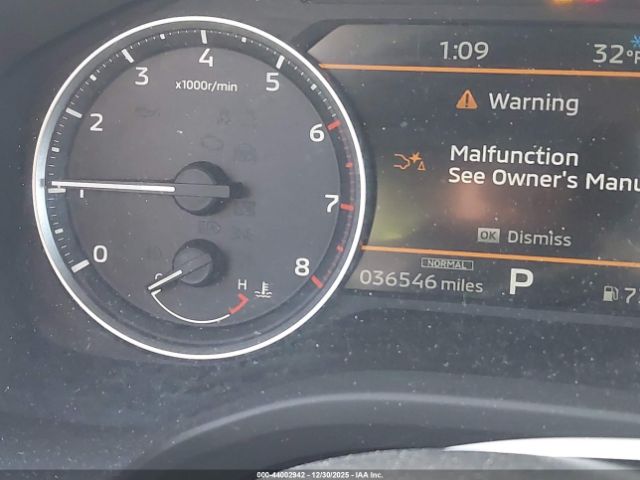 1:09
32°F
Warning
Malfunction
See Owner's Manu
OK Dismiss
NORMAL
036546 miles
P
x1000r/min
0
1
2
3
4
5
6
7
8
C
H
000-44002942 - 12/30/2025 - IAA Inc.